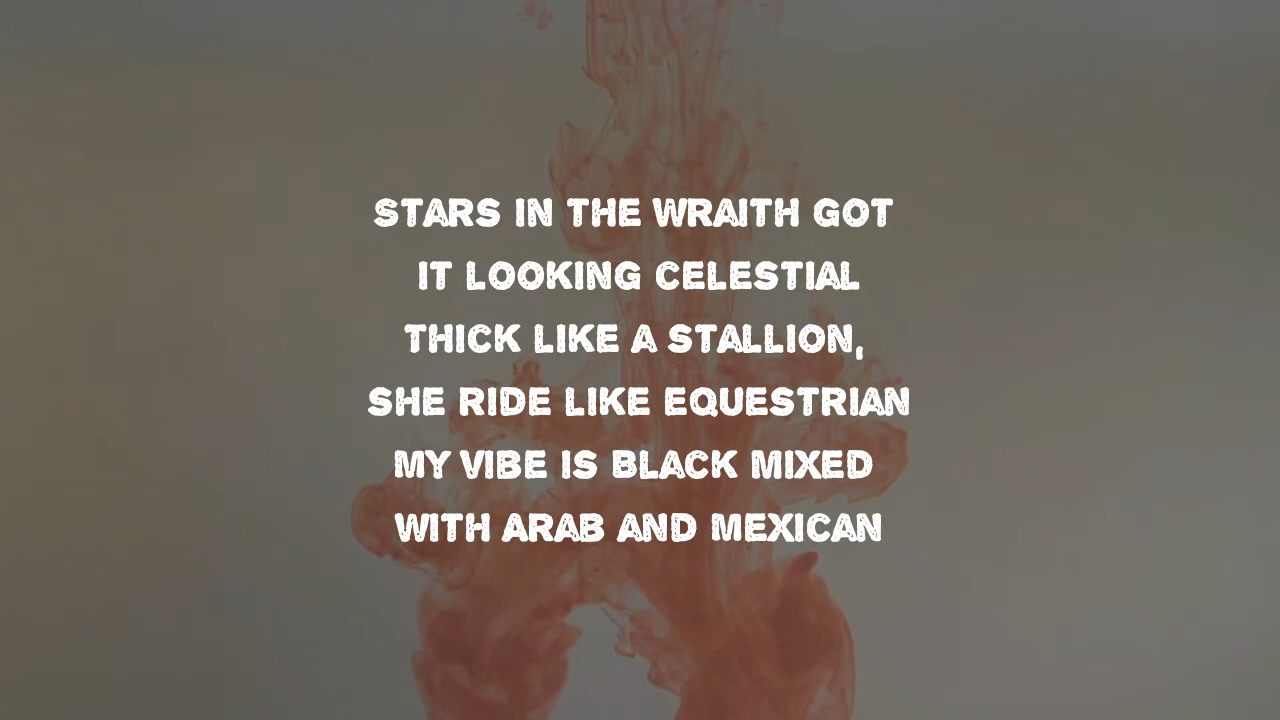 STARS IN THE WRAITH GOT
IT LOOKING CELESTIAL
THICK LIKE A STALLION,
SHE RIDE LIKE EQUESTRIAN
MY VIBE IS BLACK MIXED
WITH ARAB AND MEXICAN